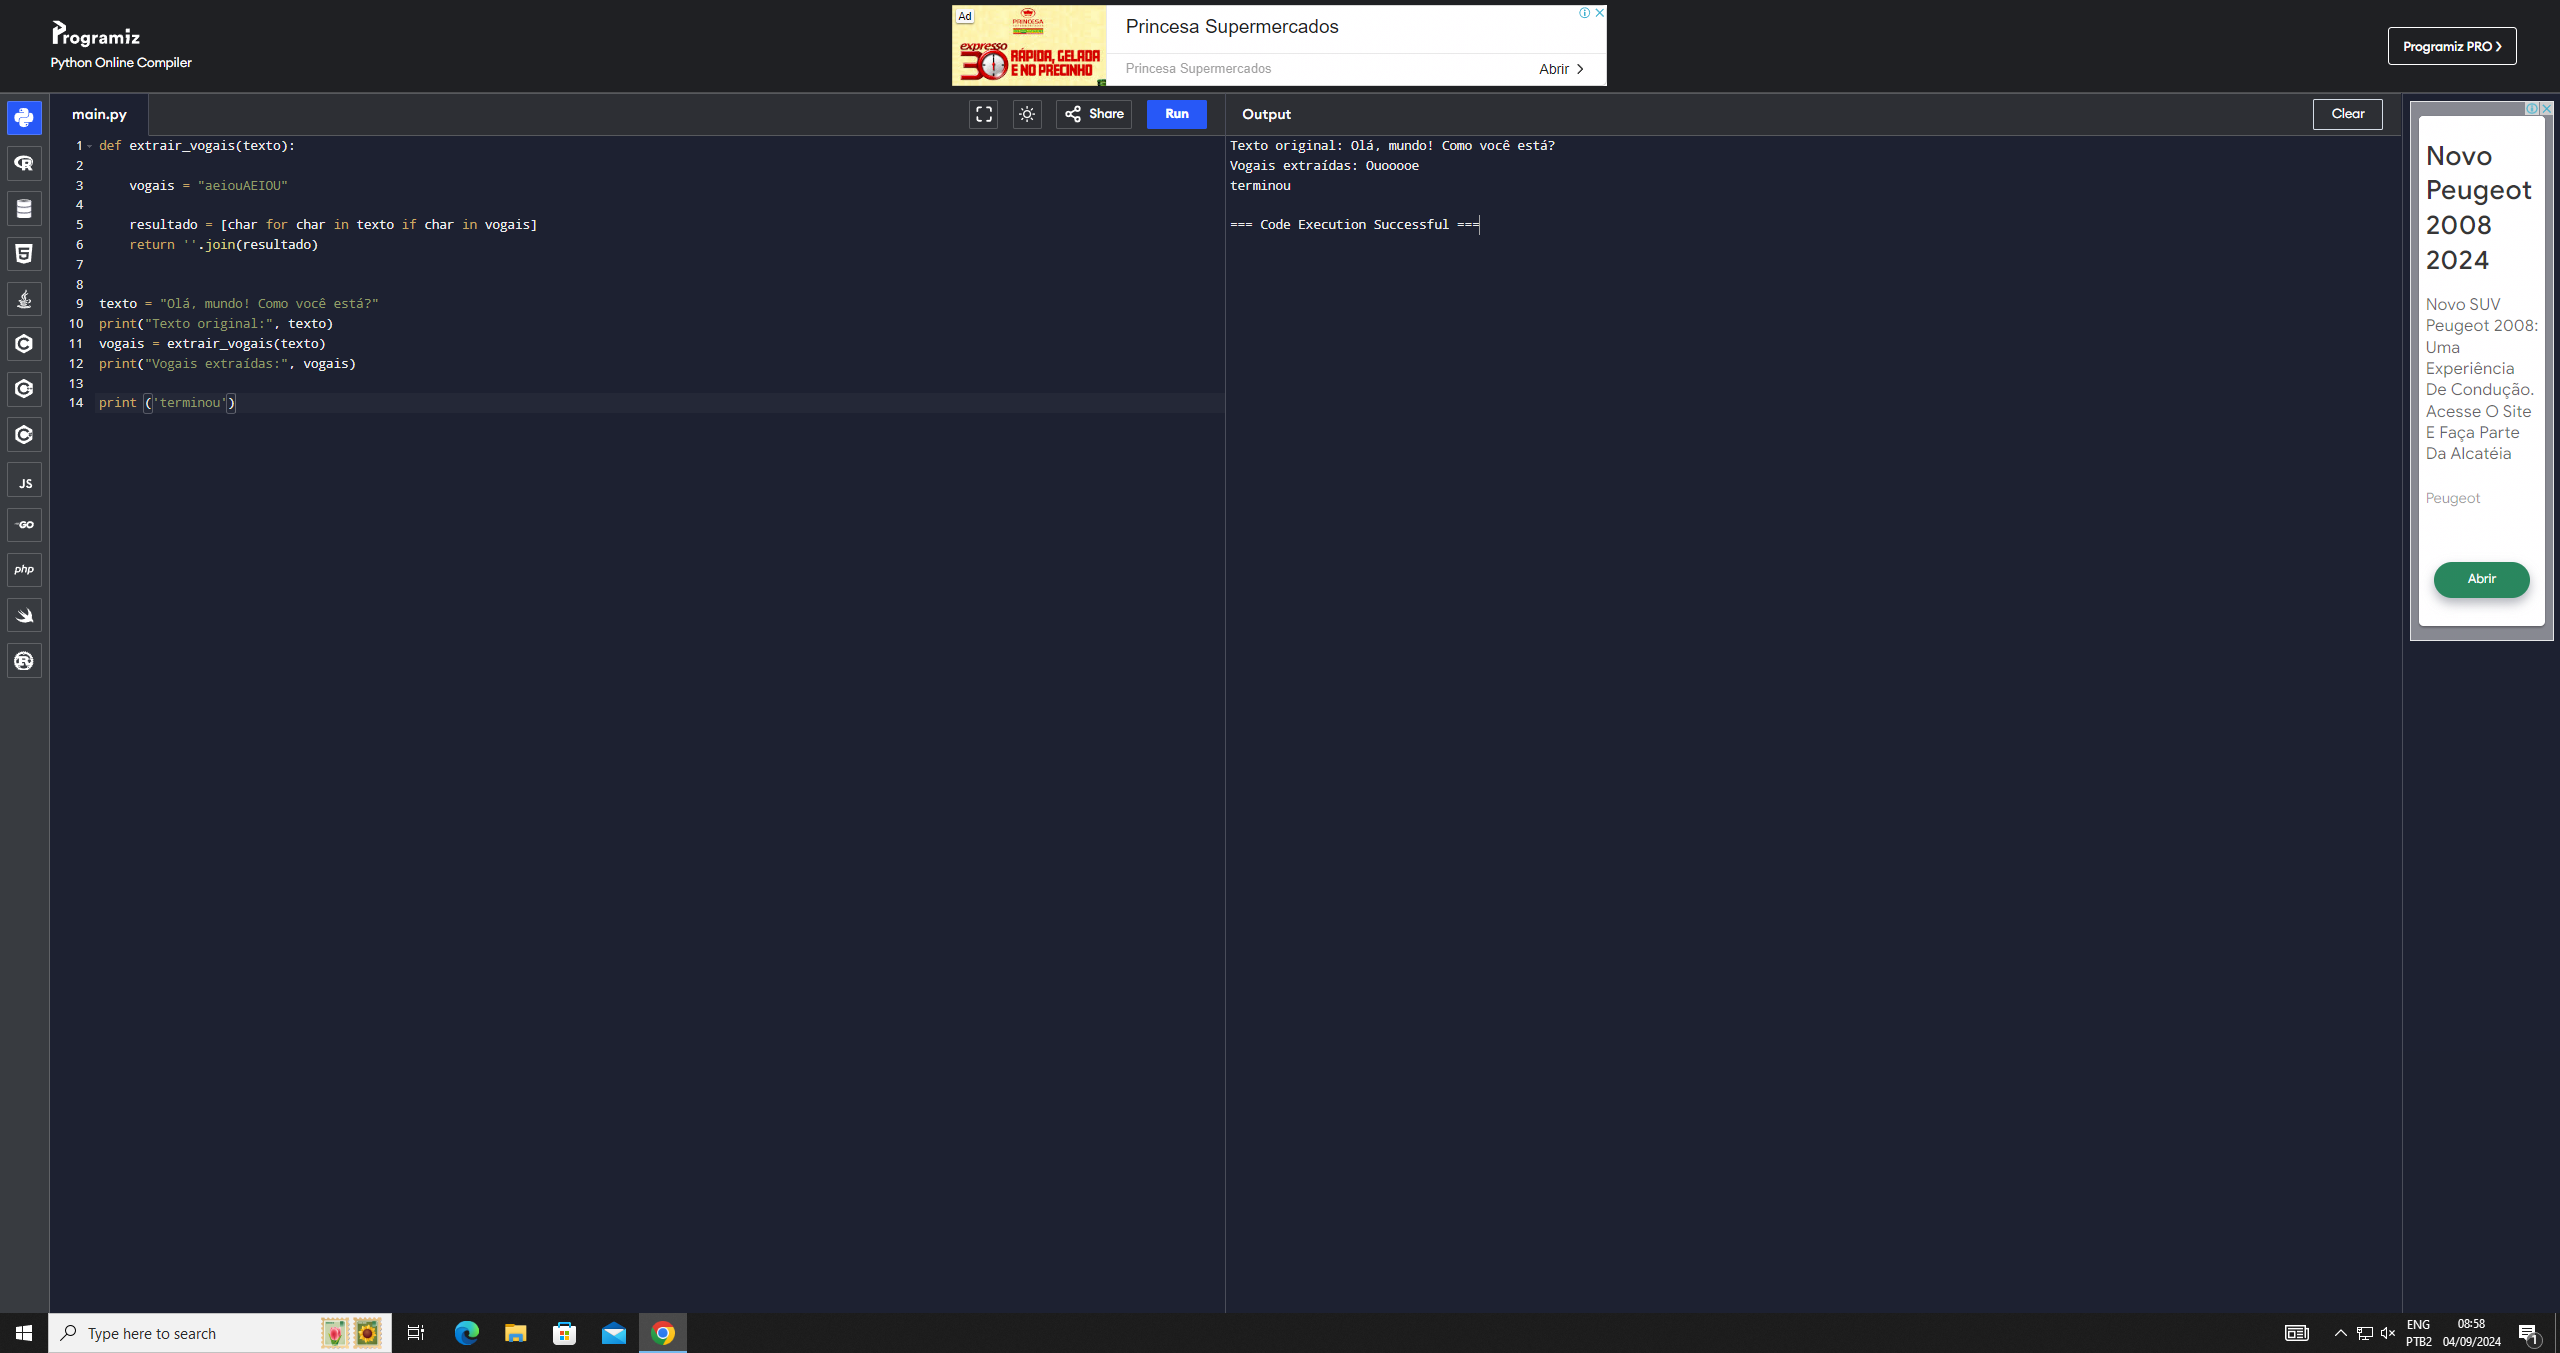 Programiz
Python Online Compiler
Ad
PRINCESA
expresso
30
RÁPIDA, GELADA
E NO PRECINHO
Princesa Supermercados
Princesa Supermercados
Abrir
Programiz PRO
main.py
Share
Run
Output
Clear
1 def extrair_vogais(texto):
2
3 vogais = "aeiouAEIOU"
4
5 resultado = [char for char in texto if char in vogais]
6 return ''.join(resultado)
7
8
9 texto = "Olá, mundo! Como você está?"
10 print("Texto original:", texto)
11 vogais = extrair_vogais(texto)
12 print("Vogais extraídas:", vogais)
13
14 print ('terminou')
Texto original: Olá, mundo! Como você está?
Vogais extraídas: Ouooooe
terminou
=== Code Execution Successful ===
Novo
Peugeot
2008
2024
Novo SUV
Peugeot 2008:
Uma
Experiência
De Condução.
Acesse O Site
E Faça Parte
Da Alcatéia
Peugeot
Abrir
JS
GO
php
Type here to search
ENG
PTB2
08:58
04/09/2024
1